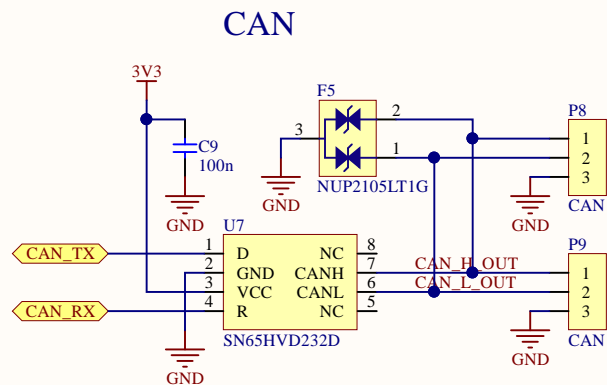 CAN
3V3
F5
2
3
1
C9
100n
NUP2105LT1G
GND
GND
P8
1
2
3
GND
CAN
U7
CAN_TX
1
D
NC
8
2
GND
CANH
7
CAN_H_OUT
3
VCC
CANL
6
CAN_L_OUT
CAN_RX
4
R
NC
5
SN65HVD232D
GND
P9
1
2
3
GND
CAN